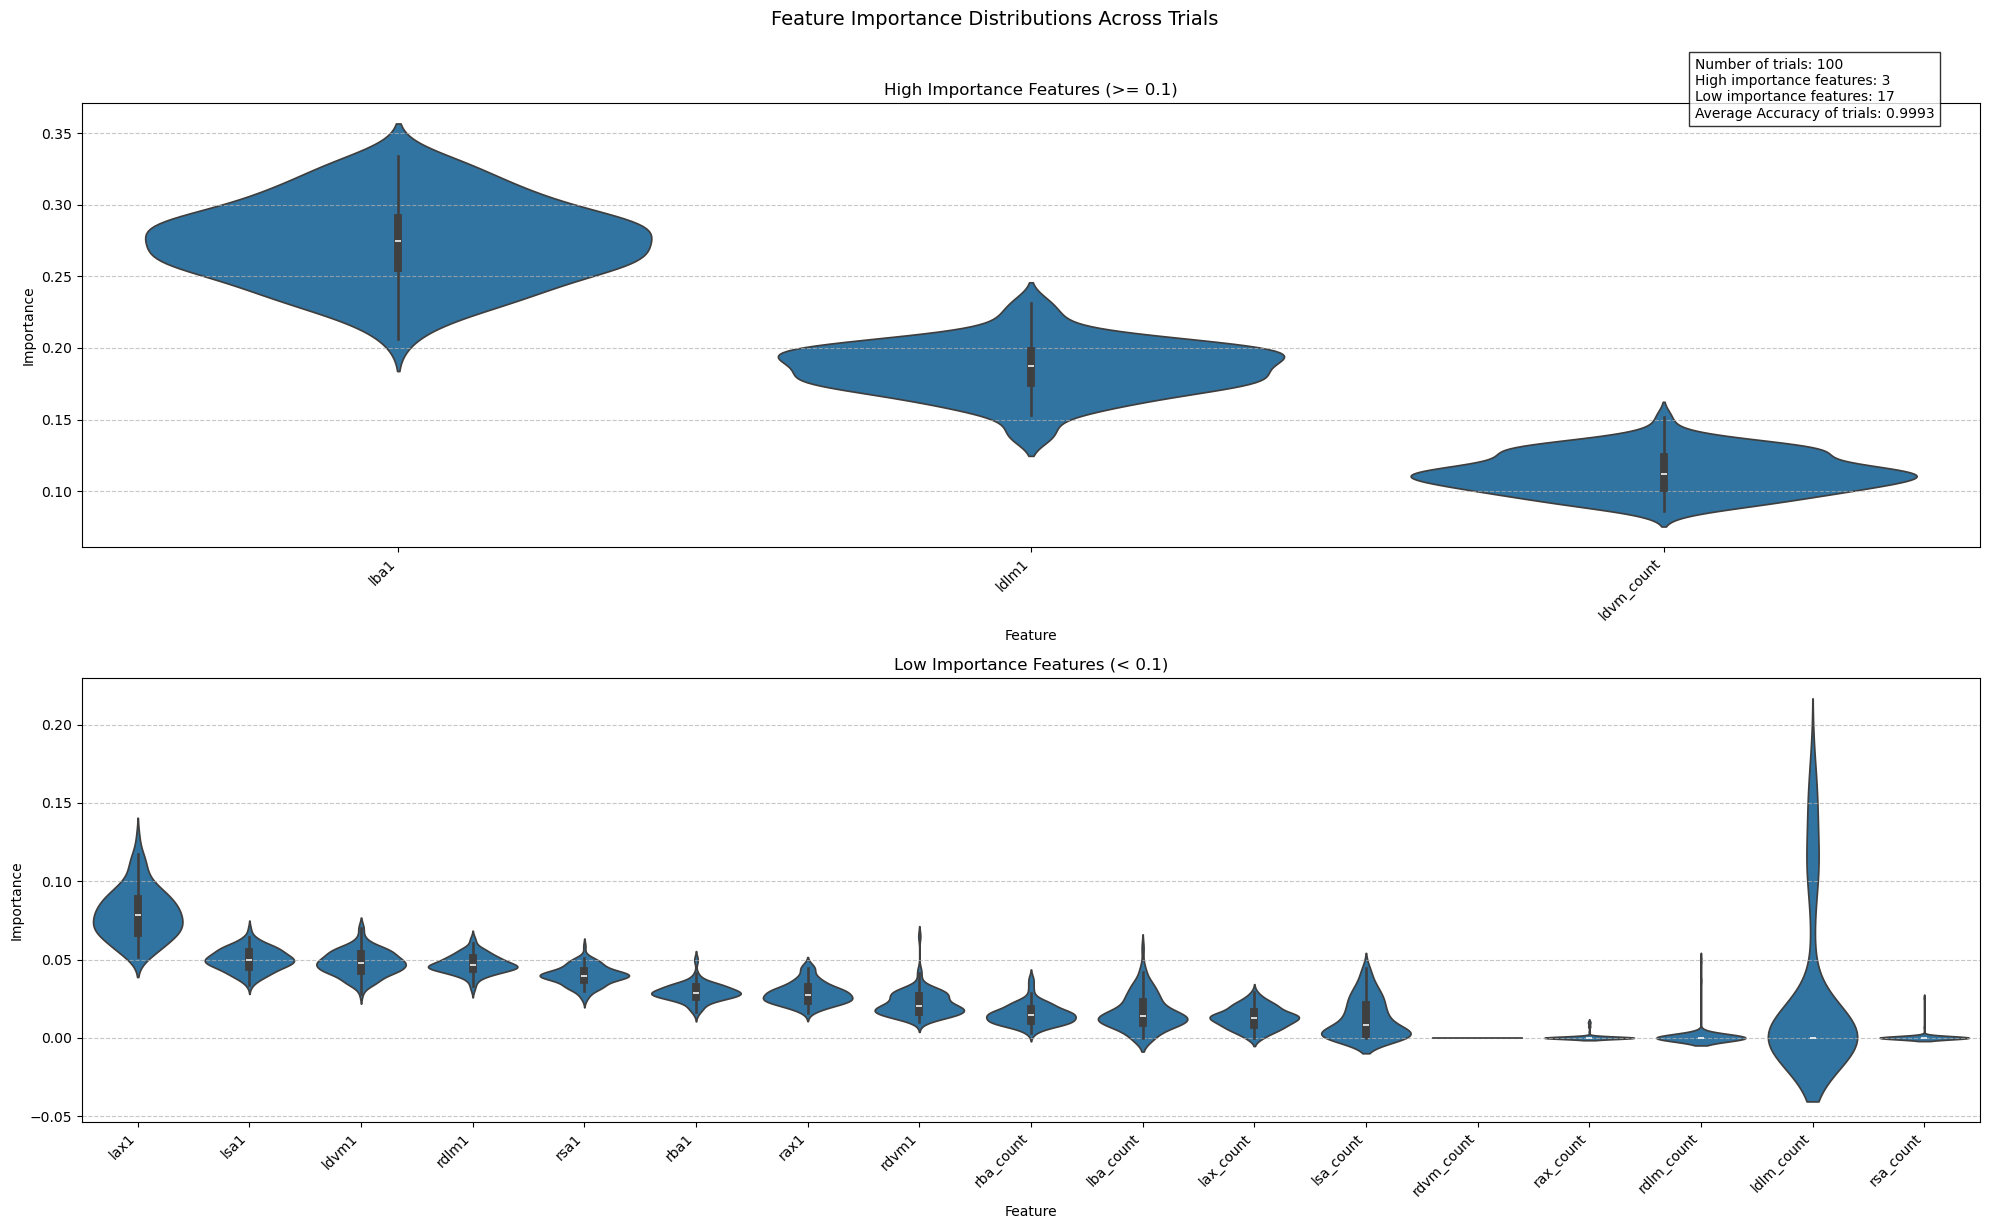 Feature Importance Distributions Across Trials
Number of trials: 100
High importance features: 3
Low importance features: 17
Average Accuracy of trials: 0.9993
High Importance Features (>= 0.1)
Importance
0.35
0.30
0.25
0.20
0.15
0.10
lba1
ldlm1
ldvm_count
Feature
Low Importance Features (< 0.1)
Importance
0.20
0.15
0.10
0.05
0.00
−0.05
lax1
lsa1
ldvm1
rdlm1
rsa1
rba1
rax1
rdvm1
rba_count
lba_count
lax_count
lsa_count
rdvm_count
rax_count
rdlm_count
ldlm_count
rsa_count
Feature